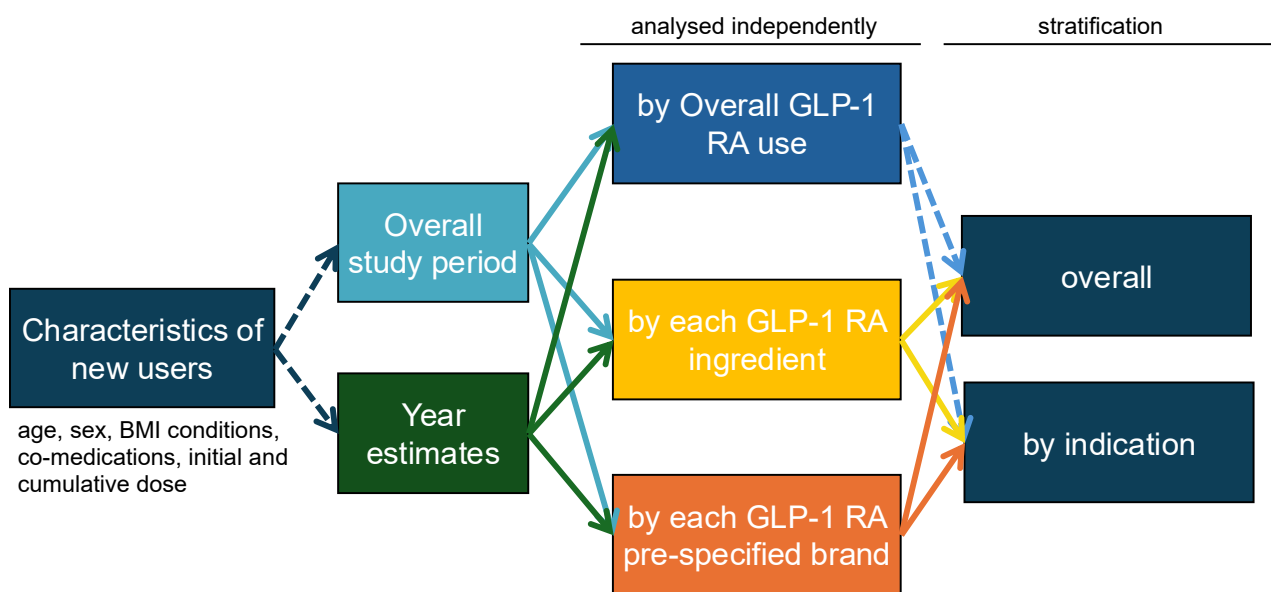 analysed independently
stratification
by Overall GLP-1
RA use
Overall
study period
overall
Characteristics of
new users
by each GLP-1 RA
ingredient
Year
estimates
by indication
age, sex, BMI conditions,
co-medications, initial and
cumulative dose
by each GLP-1 RA
pre-specified brand